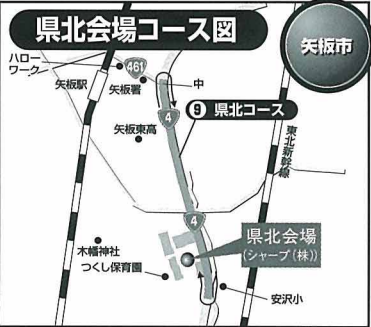 県北会場コース図
矢板市
ハロー
ワーク
461
矢板駅
矢板署
中
4
9 県北コース
矢板東高
東北新幹線
4
県北会場
(シャープ(株))
木幡神社
つくし保育園
安沢小